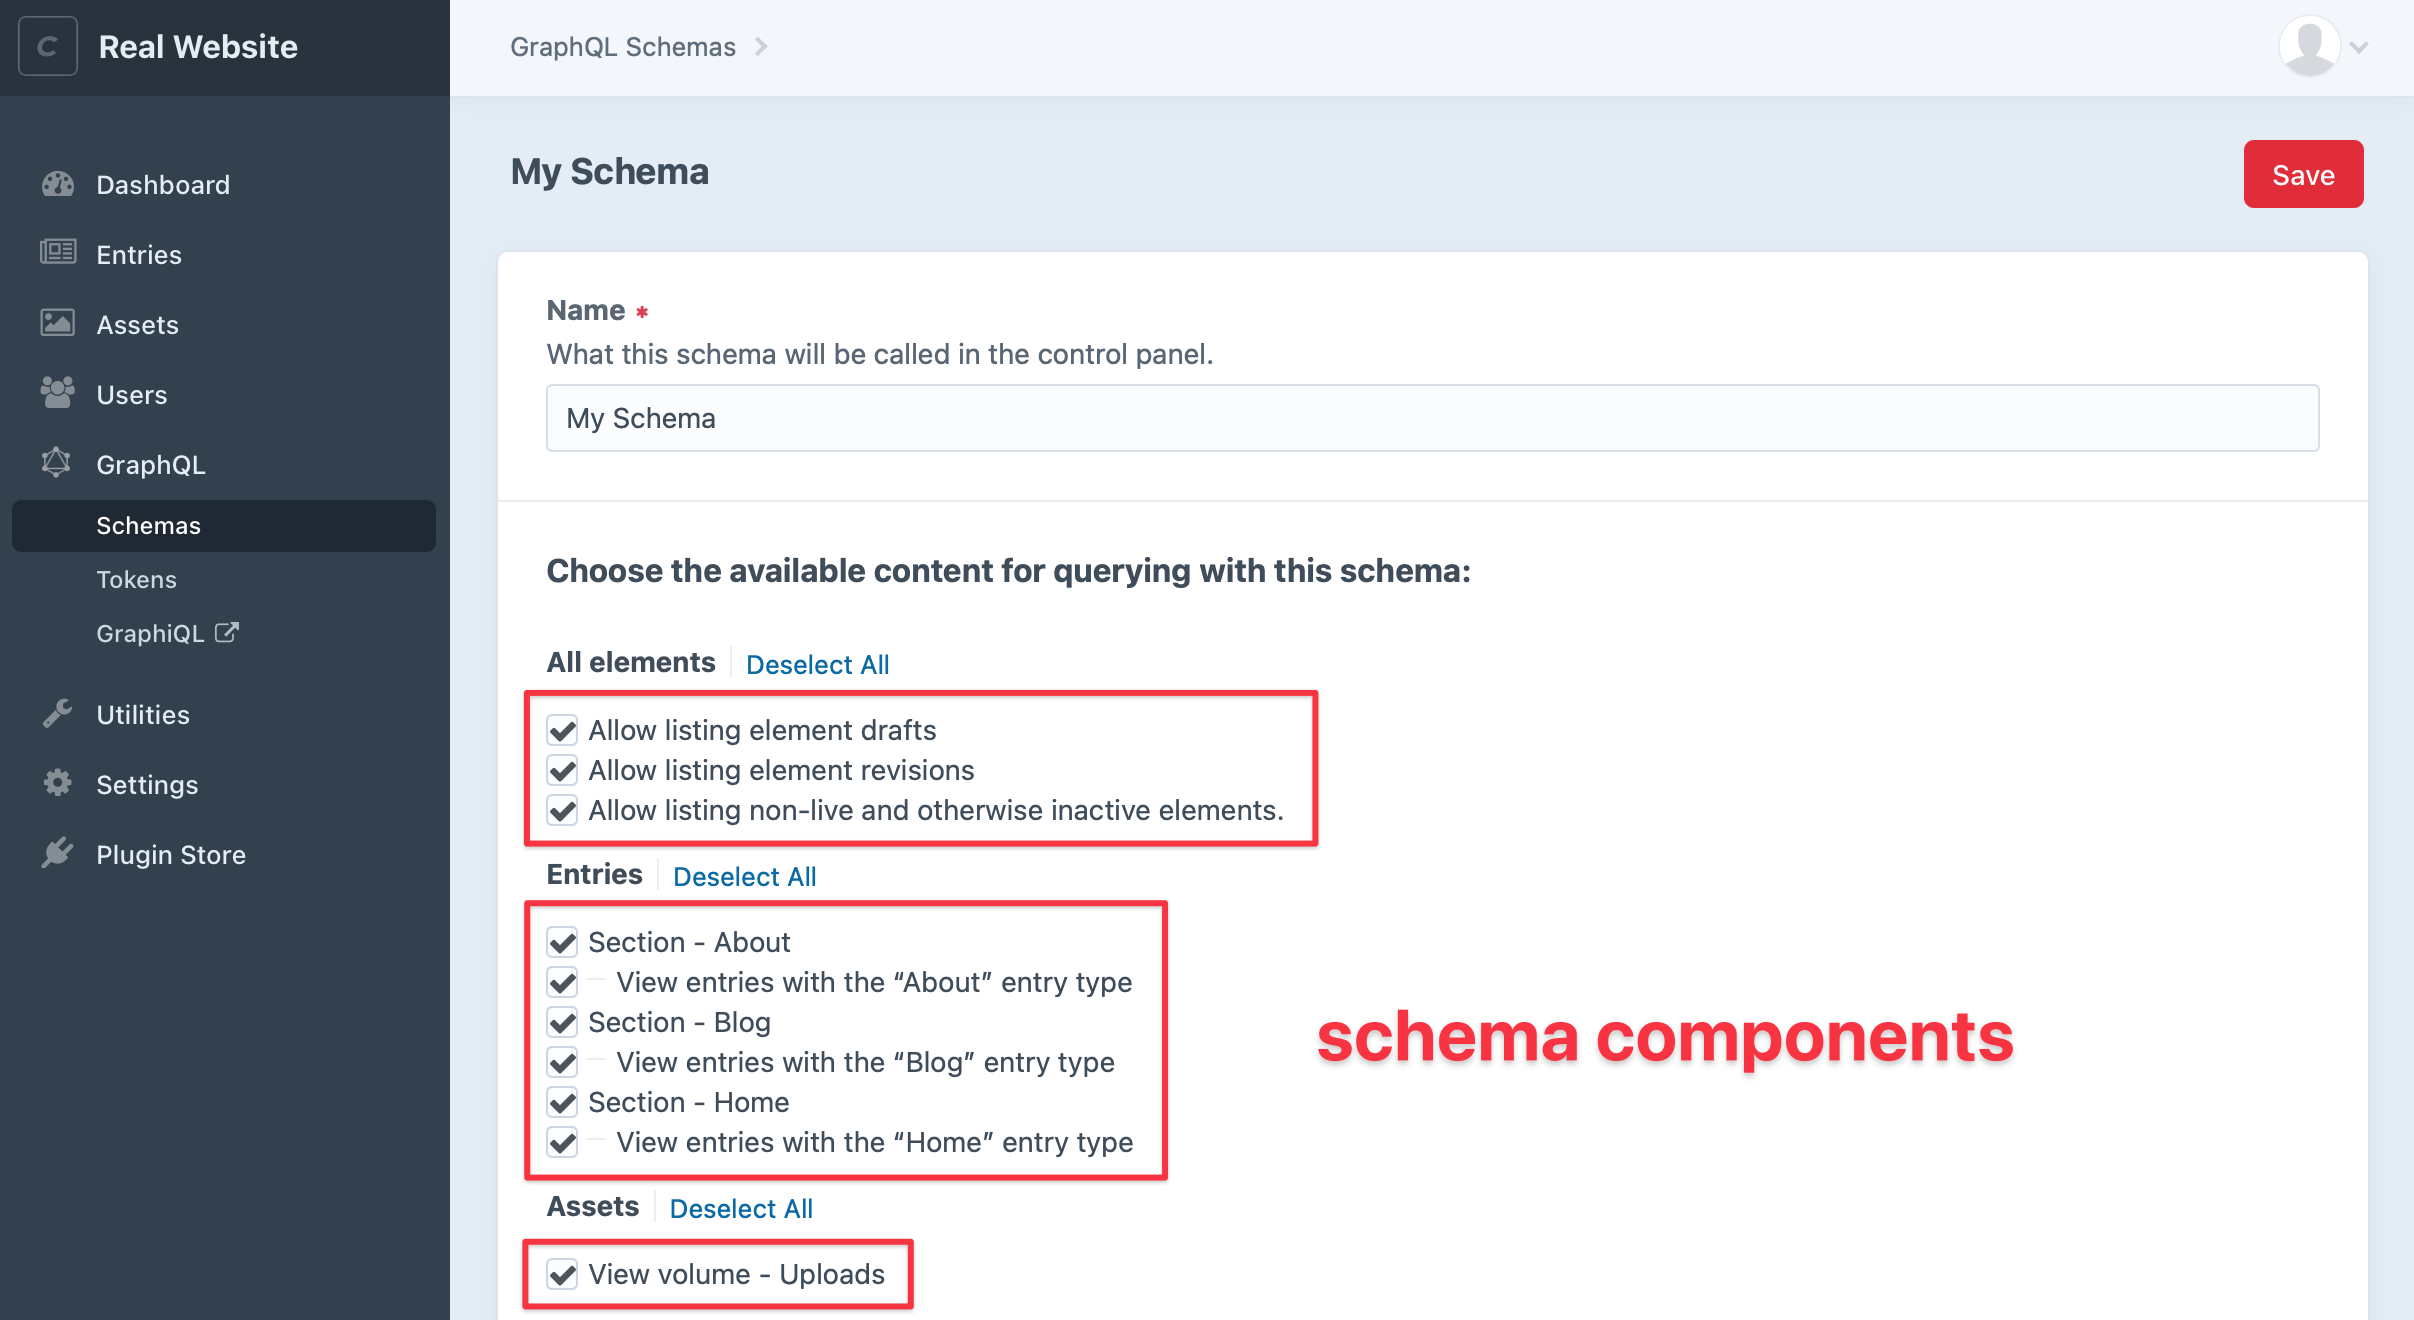 C
Real Website
GraphQL Schemas
Dashboard
Entries
Assets
Users
GraphQL
Schemas
Tokens
GraphiQL
Utilities
Settings
Plugin Store
My Schema
Save
Name *
What this schema will be called in the control panel.
My Schema
Choose the available content for querying with this schema:
All elements Deselect All
Allow listing element drafts
Allow listing element revisions
Allow listing non-live and otherwise inactive elements.
Entries Deselect All
Section - About
View entries with the “About” entry type
Section - Blog
View entries with the “Blog” entry type
Section - Home
View entries with the “Home” entry type
schema components
Assets Deselect All
View volume - Uploads